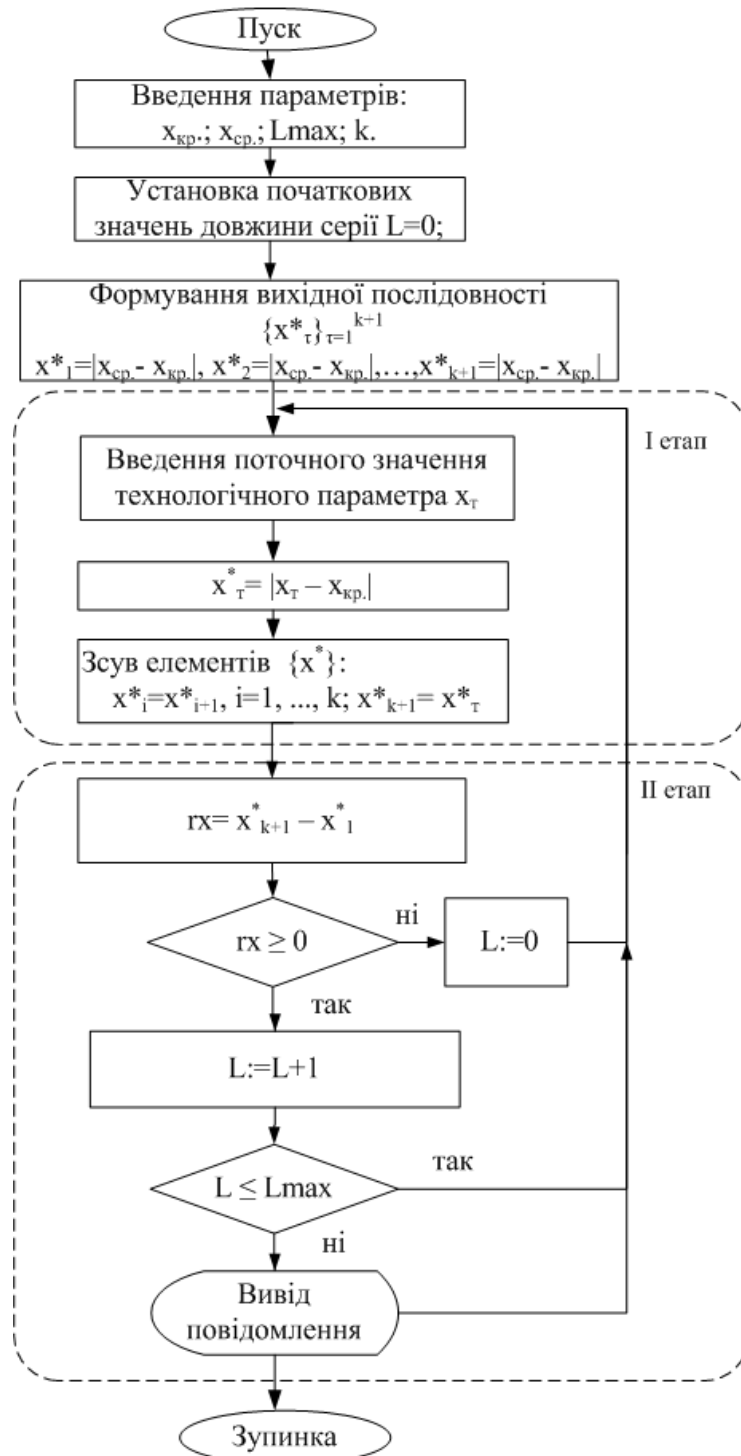 Пуск
Введення параметрів:
xкр.; xср.; Lmax; k.
Установка початкових
значень довжини серії L=0;
Формування вихідної послідовності
{x*τ}τ=1 k+1
x*1=|xср.- xкр.|, x*2=|xср.- xкр.|,…,x*k+1=|xср.- xкр.|
I етап
Введення поточного значення
технологічного параметра xτ
x*τ= |xτ – xкр.|
Зсув елементів {x*}:
x*i=x*i+1, i=1, ..., k; x*k+1= x*τ
II етап
rx= x*k+1 – x*1
ні
rx ≥ 0
L:=0
так
L:=L+1
так
L ≤ Lmax
ні
Вивід
повідомлення
Зупинка